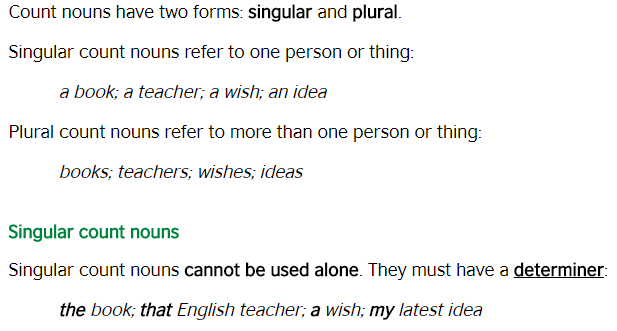 Count nouns have two forms: singular and plural.
Singular count nouns refer to one person or thing:
a book; a teacher; a wish; an idea
Plural count nouns refer to more than one person or thing:
books; teachers; wishes; ideas
Singular count nouns
Singular count nouns cannot be used alone. They must have a determiner:
the book; that English teacher; a wish; my latest idea